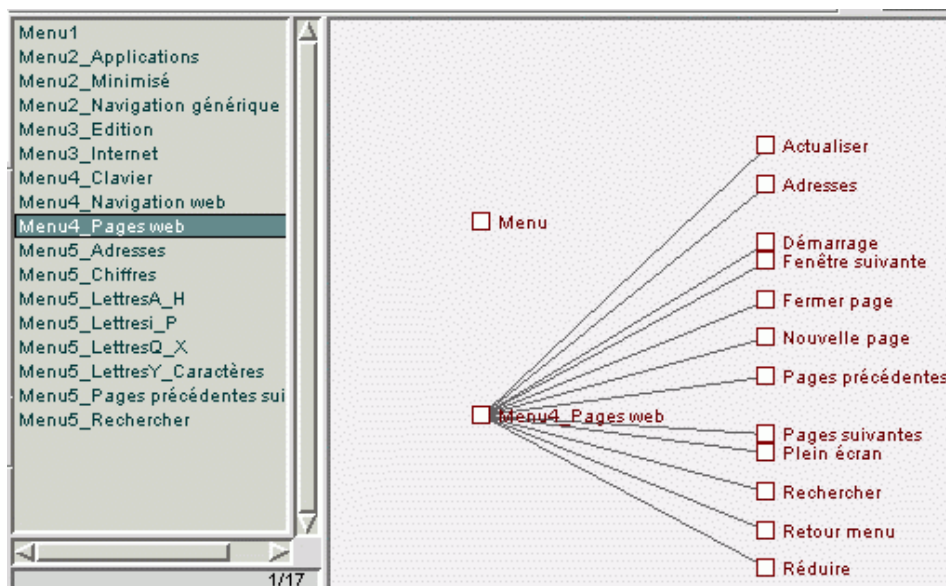 Menu1
Menu2_Applications
Menu2_Minimisé
Menu2_Navigation générique
Menu3_Edition
Menu3_Internet
Menu4_Clavier
Menu4_Navigation web
Menu4_Pages web
Menu5_Adresses
Menu5_Chiffres
Menu5_LettresA_H
Menu5_Lettresi_P
Menu5_LettresQ_X
Menu5_LettresY_Caractères
Menu5_Pages précédentes sui
Menu5_Rechercher
1/17
Menu
Menu4_Pages web
Actualiser
Adresses
Démarrage
Fenêtre suivante
Fermer page
Nouvelle page
Pages précédentes
Pages suivantes
Plein écran
Rechercher
Retour menu
Réduire